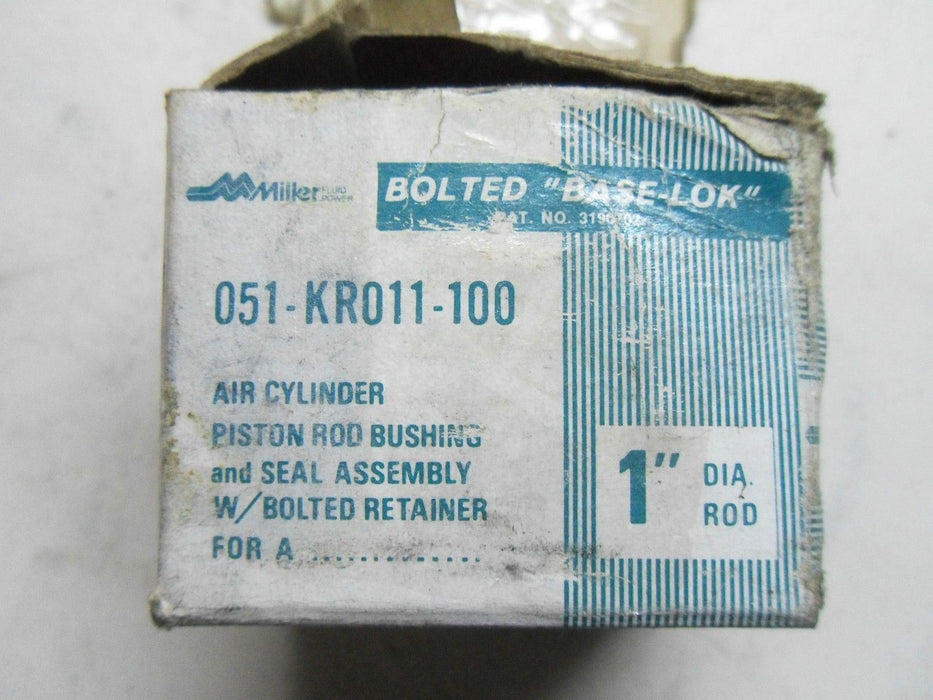 Miller FLUID POWER
BOLTED "BASE-LOK"
PAT. NO.
051-KR011-100
AIR CYLINDER
PISTON ROD BUSHING
and SEAL ASSEMBLY
W/BOLTED RETAINER
FOR A ..............
1" DIA.
ROD